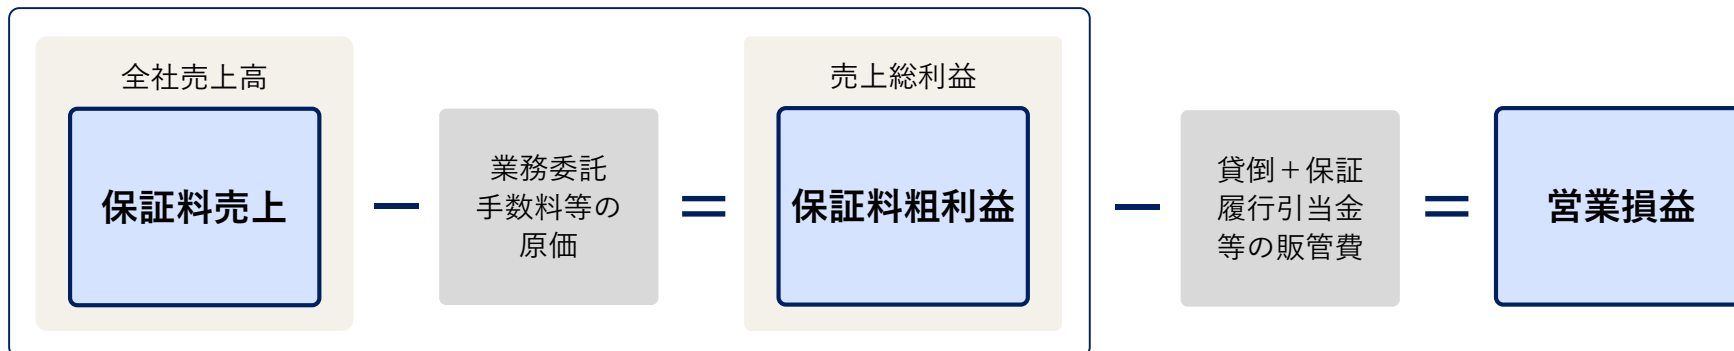 全社売上高
保証料売上
−
業務委託
手数料等の
原価
=
売上総利益
保証料粗利益
−
貸倒+保証
履行引当金
等の販管費
=
営業損益